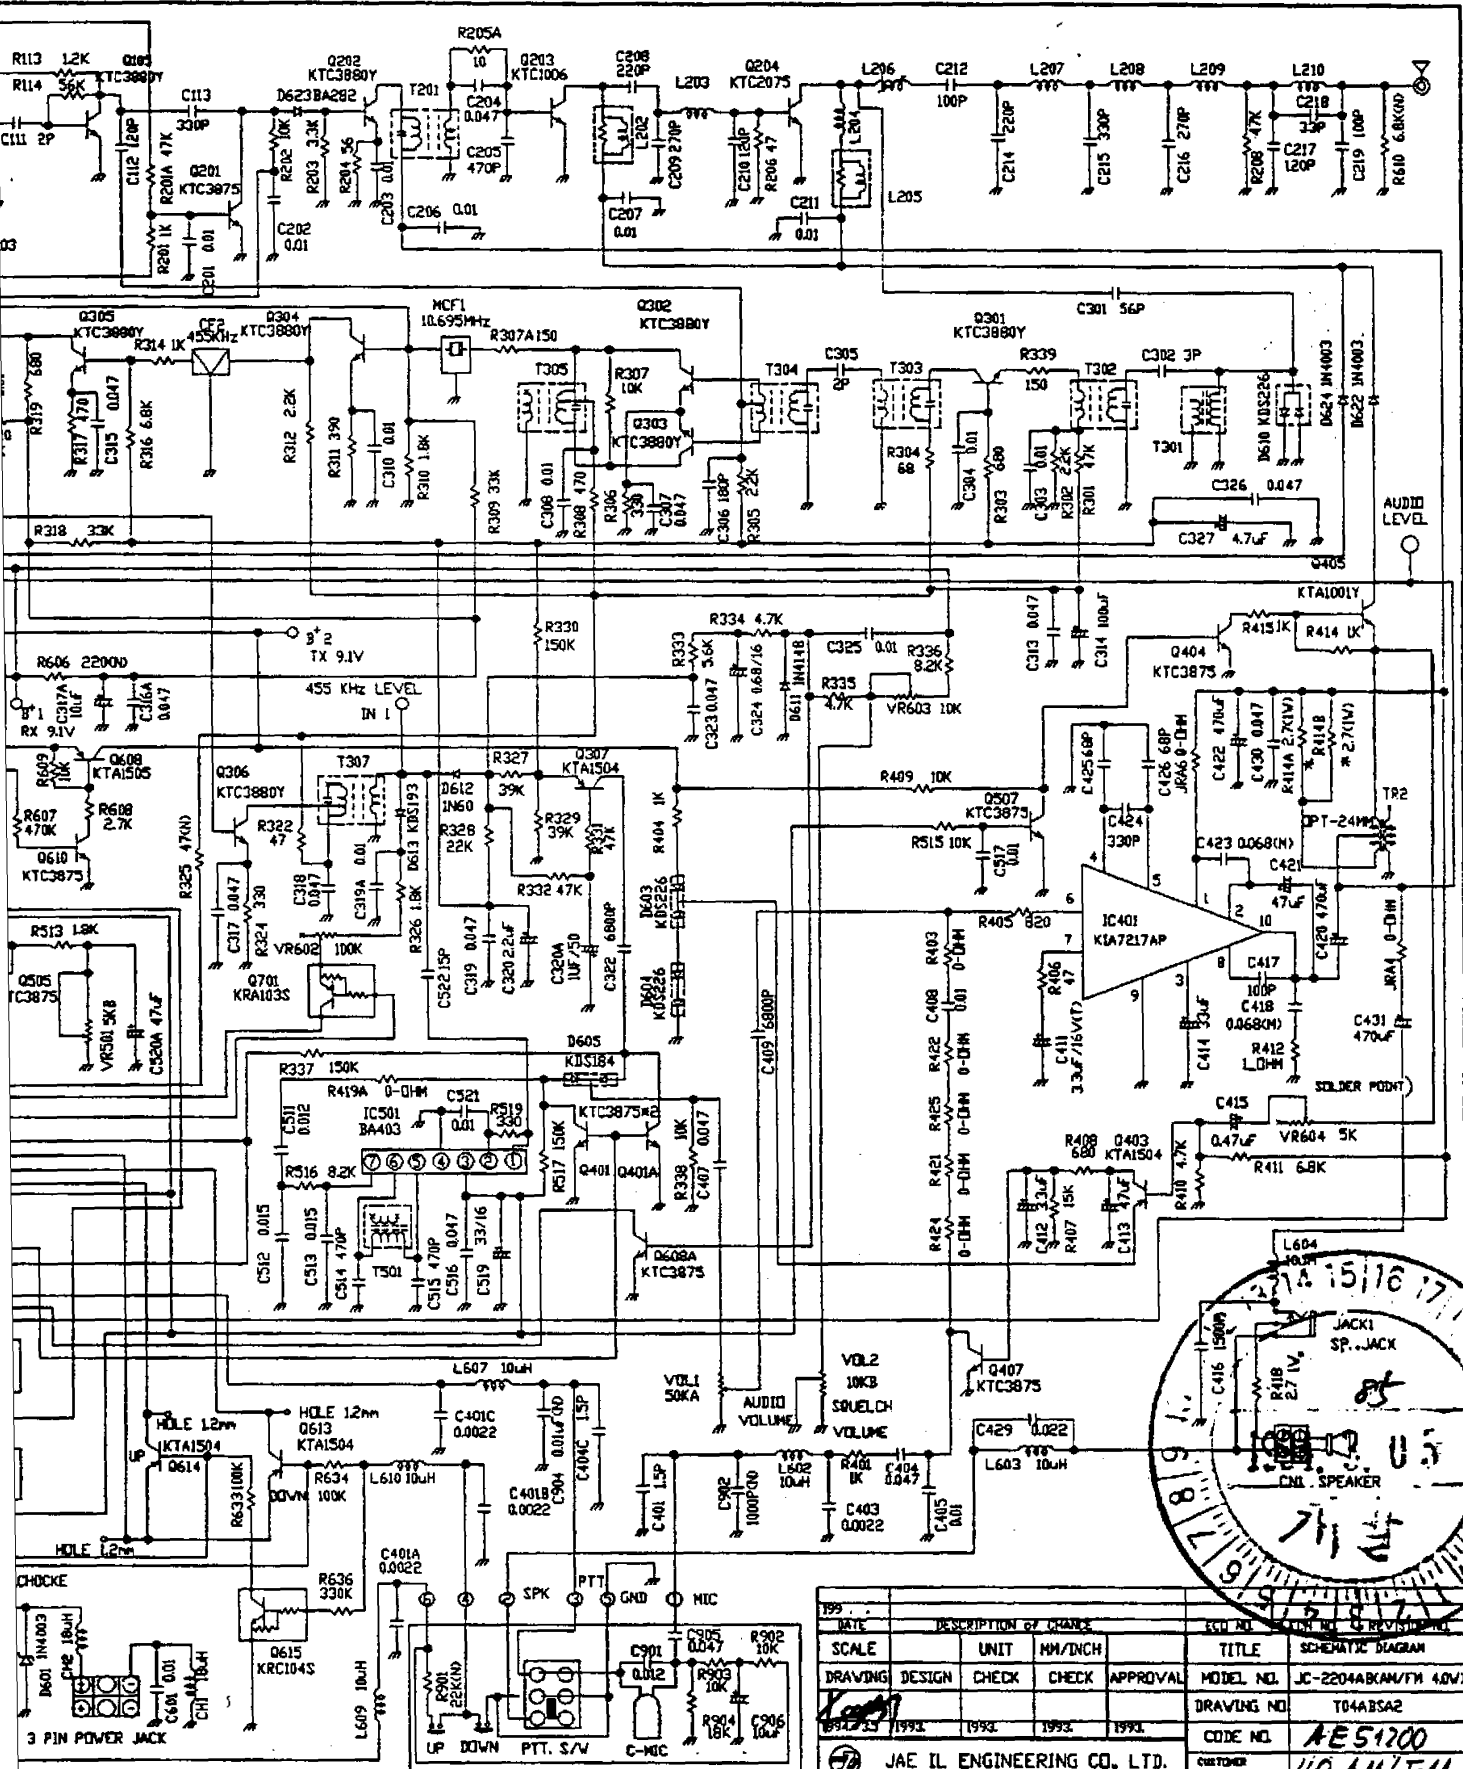 R113 1.2K
R114 56K
Q105
KTC3880Y
C111 2P
C112 120P
C113
330P
R201A 47K
R201 1K
C201 0.01
Q201
KTC3875
D623 BA282
R202 10K
C202
0.01
R203 3.3K
R204 56
C203 0.01
Q202
KTC3880Y
T201
R205A
10
C204
0.047
C205
470P
C206 0.01
Q203
KTC1006
C208
220P
L202
C207
0.01
L203
C209 270P
C210 120P
R206 47
Q204
KTC2075
L204
L205
C211
0.01
L206
C212
100P
C214 220P
L207
C215 330P
L208
C216 270P
L209
R208 47K
L210
C218
33P
C217
120P
C219 100P
R610 6.8K(N)
Q305
KTC3880Y
R319 680
R317 470
C315 0.047
R316 6.8K
R314 1K
CF2
455KHz
Q304
KTC3880Y
R312 2.2K
R311 390
C310 0.01
R310 1.8K
MCF1
10.695MHz
R307A 150
R309 33K
T305
R307
10K
C308 0.01
R308 470
R306
330
C307
0.047
Q302
KTC3880Y
Q303
KTC3880Y
C306 180P
R305 2.2K
T304
C305
2P
T303
R304
68
Q301
KTC3880Y
C304 0.01
R303 680
R339
150
C303 0.01
R302 2.2K
R301 47K
T302
C301 56P
C302 3P
T301
D610 KDS226
D624 1N4003
D622 1N4003
C326 0.047
C327 4.7uF
AUDIO
LEVEL
R318 33K
B+2
TX 9.1V
R606 220(N)
C317A 10uF
C316A 0.047
B+1
RX 9.1V
455 KHz LEVEL
IN 1
R330
150K
R333 5.6K
R334 4.7K
C323 0.047
C324 0.68/16
D611 1N4148
C325 0.01
R335
4.7K
R336
8.2K
VR603 10K
C313 0.047
C314 100uF
Q405
KTA1001Y
R415 1K
R414 1K
Q404
KTC3875
R609 10K
Q608
KTA1505
R607
470K
R608
2.7K
Q610
KTC3875
R325 47(N)
Q306
KTC3880Y
R322
47
T307
C317 0.047
R324 330
C318
0.047
C319A 0.01
D613 KDS193
R326 1.8K
VR602 100K
Q701
KRA103S
D612
1N60
R327
39K
R328
22K
Q307
KTA1504
R329
39K
R331 47K
R332 47K
C522 15P
C319 0.047
C320 2.2uF
C320A 1UF/50
C322 6800P
R404 1K
D603 KDS226
D604 KDS226
R409 10K
Q507
KTC3875
R515 10K
C517 0.01
C425 68P
C426 68P
JRA6 0-OHM
C424
330P
C422 470uF
C430 0.047
R414A 2.7(1W)
* R414B
* 2.7(1W)
TR2
OPT-24MM
C423 0.068(M)
C421
47uF
C420 470uF
JRA4 0-OHM
C431
470uF
IC401
KIA7217AP
R405 820
R403 0-OHM
C408 0.01
R406 47
C411 3.3uF/16V(T)
C414 33uF
C417
100P
C418
0.068(M)
R412
1_OHM
SOLDER POINT)
R513 1.8K
Q505
TC3875
VR501 5KB
C520A 47uF
R337 150K
R419A 0-OHM
D605
KDS184
C511 0.012
IC501
BA403
C521
0.01
R519
330
7 6 5 4 3 2 1
R516 8.2K
R517 150K
KTC3875*2
Q401 Q401A
R338 10K
C407 0.047
C409 6800P
C512 0.015
C513 0.015
C514 470P
T501
C515 470P
C516 0.047
C519 33/16
Q608A
KTC3875
R422 0-OHM
R425 0-OHM
R421 0-OHM
R424 0-OHM
C412 3.3uF
R407 15K
R408
680
C413 47uF
Q403
KTA1504
R410 4.7K
C415
0.47uF
VR604 5K
R411 6.8K
L604
10uH
C416 1500P
R418
JACK1
SP. JACK
CN1 SPEAKER
L607 10uH
C401C
0.0022
C904 0.01uF(N)
C404C 1.5P
VOL1
50KA
AUDIO
VOLUME
VOL2
10KB
SQUELCH
VOLUME
Q407
KTC3875
C429 0.022
L603 10uH
HOLE 1.2mm
KTA1504
Q614
UP
HOLE 1.2mm
Q613
KTA1504
R633 100K
DOWN
R634
100K
L610 10uH
C401B
0.0022
HOLE 1.2mm
C401 1.5P
C902 1000P(N)
L602
10uH
R401
1K
C404
0.047
C403
0.0022
C405 0.01
C401A
0.0022
CHOCKE
D601 1N4003
CH2 18uH
C601 0.01
CH1 18uH
3 PIN POWER JACK
R636
330K
Q615
KRC104S
L609 10uH
SPK PTT GND MIC
R901 22K(N)
UP DOWN PTT. S/W
C901
0.012
C-MIC
C905
0.047
R902
10K
R903
10K
R904
18K
C906
10uF
199
DATE DESCRIPTION of CHANGE
SCALE UNIT MM/INCH TITLE SCHEMATIC DIAGRAM
DRAWING DESIGN CHECK CHECK APPROVAL MODEL NO. JC-2204AB(AM/FM 4.0W)
DRAWING NO T04ABSA2
1993. 1993. 1993. 1993.
CODE NO. AE51200
JAE IL ENGINEERING CO., LTD. CUSTOMER